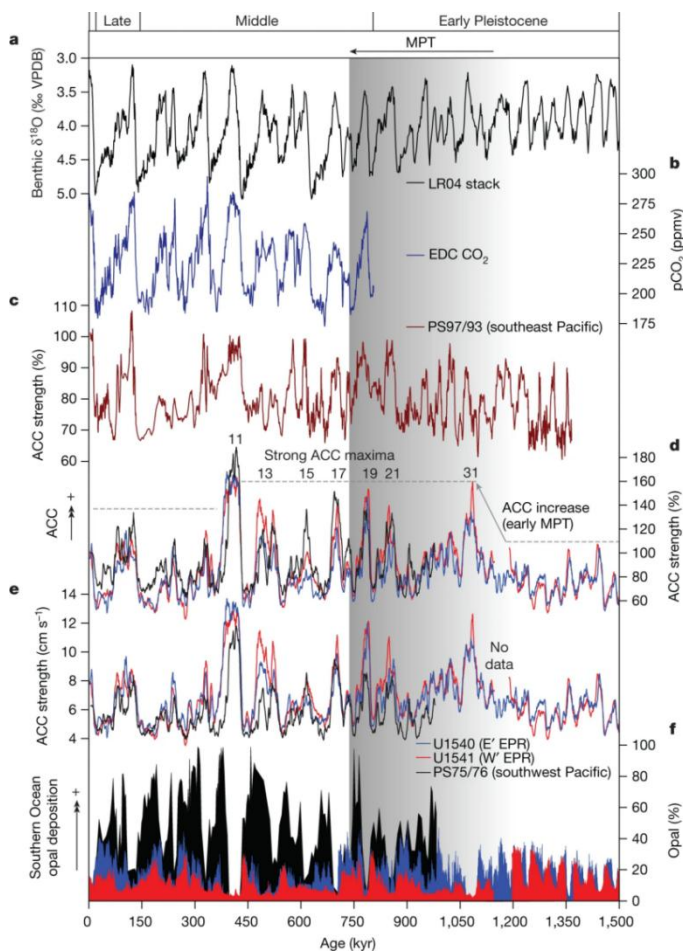 Late
Middle
Early Pleistocene
a
MPT
3.0
3.5
4.0
4.5
5.0
Benthic δ¹⁸O (‰ VPDB)
b
300
275
250
225
200
175
pCO₂ (ppmv)
LR04 stack
EDC CO₂
c
110
100
90
80
70
60
ACC strength (%)
PS97/93 (southeast Pacific)
d
11
Strong ACC maxima
13
15
17
19
21
31
ACC increase
(early MPT)
180
160
140
120
100
80
60
ACC strength (%)
ACC
+
e
14
12
10
8
6
4
ACC strength (cm s⁻¹)
No
data
f
U1540 (E′ EPR)
U1541 (W′ EPR)
PS75/76 (southwest Pacific)
100
80
60
40
20
0
Opal (%)
Southern Ocean
opal deposition
+
0
150
300
450
600
750
900
1,050
1,200
1,350
1,500
Age (kyr)